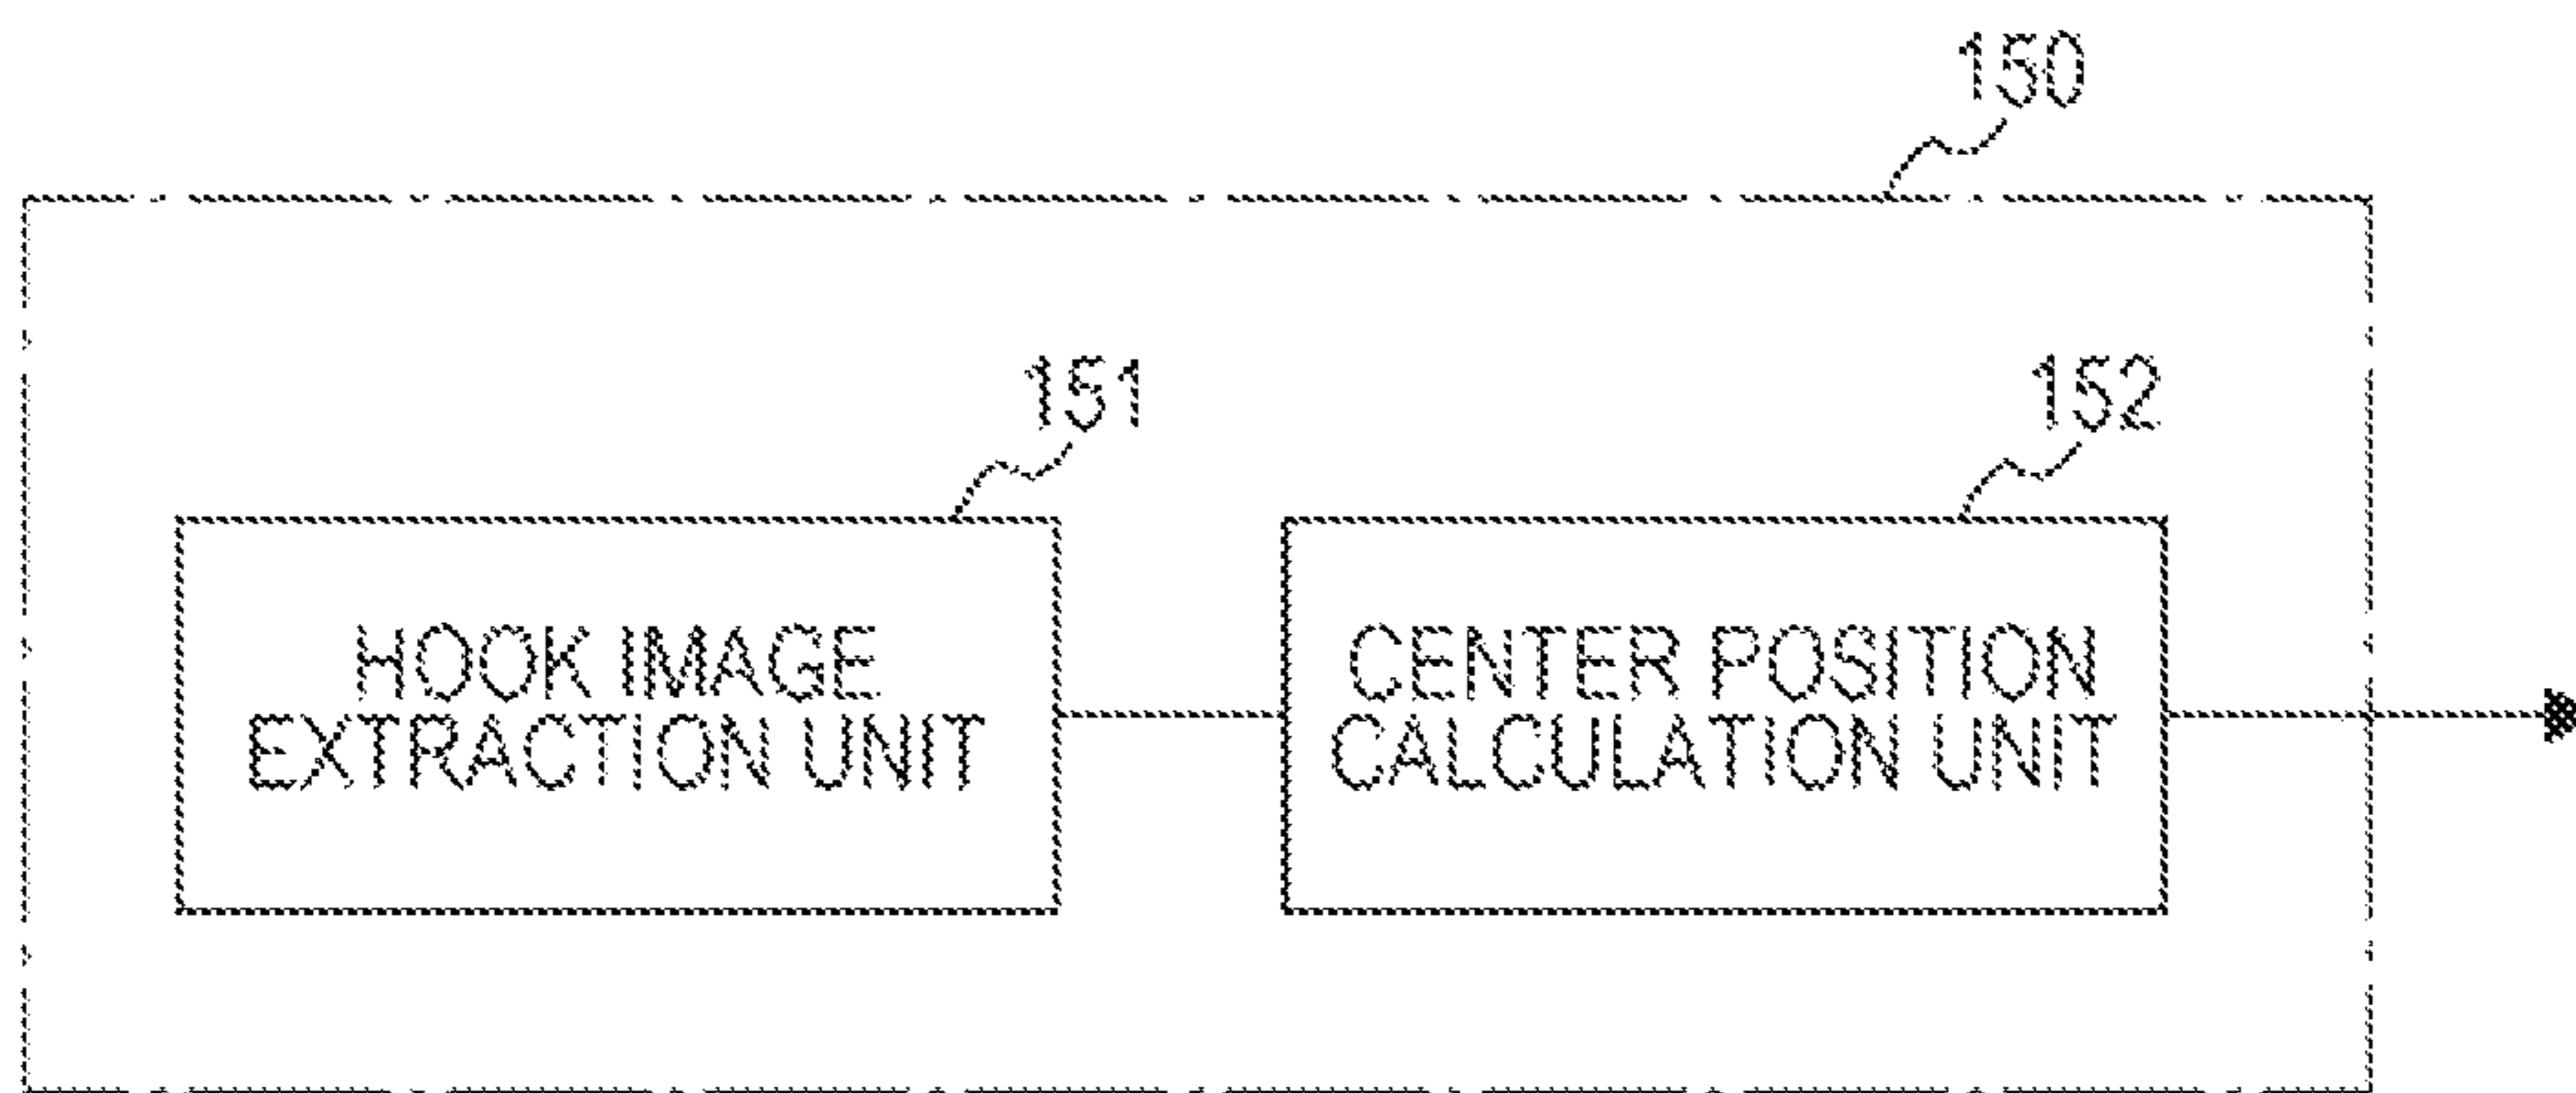 150
151
152
HOOK IMAGE
EXTRACTION UNIT
CENTER POSITION
CALCULATION UNIT